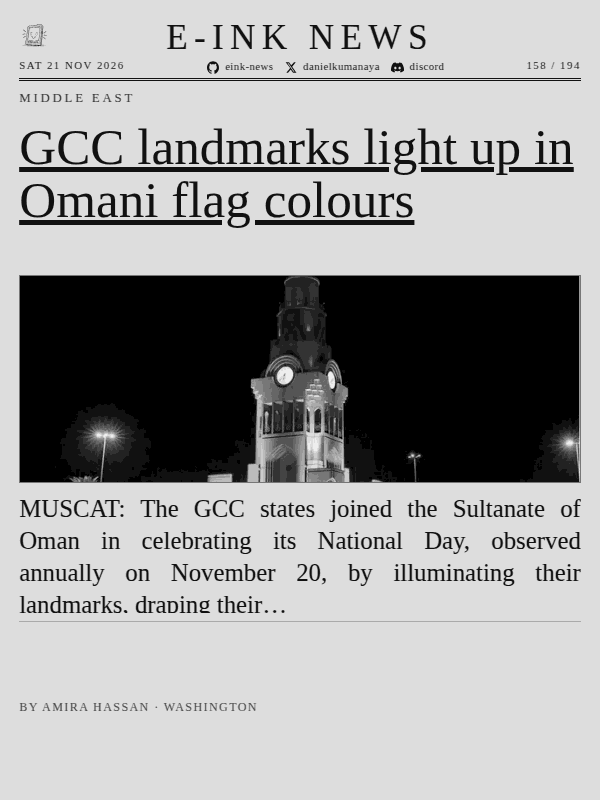 E-INK NEWS
SAT 21 NOV 2026
eink-news
danielkumanaya
discord
158 / 194
MIDDLE EAST
GCC landmarks light up in
Omani flag colours
MUSCAT: The GCC states joined the Sultanate of
Oman in celebrating its National Day, observed
annually on November 20, by illuminating their
landmarks, draping their…
BY AMIRA HASSAN · WASHINGTON